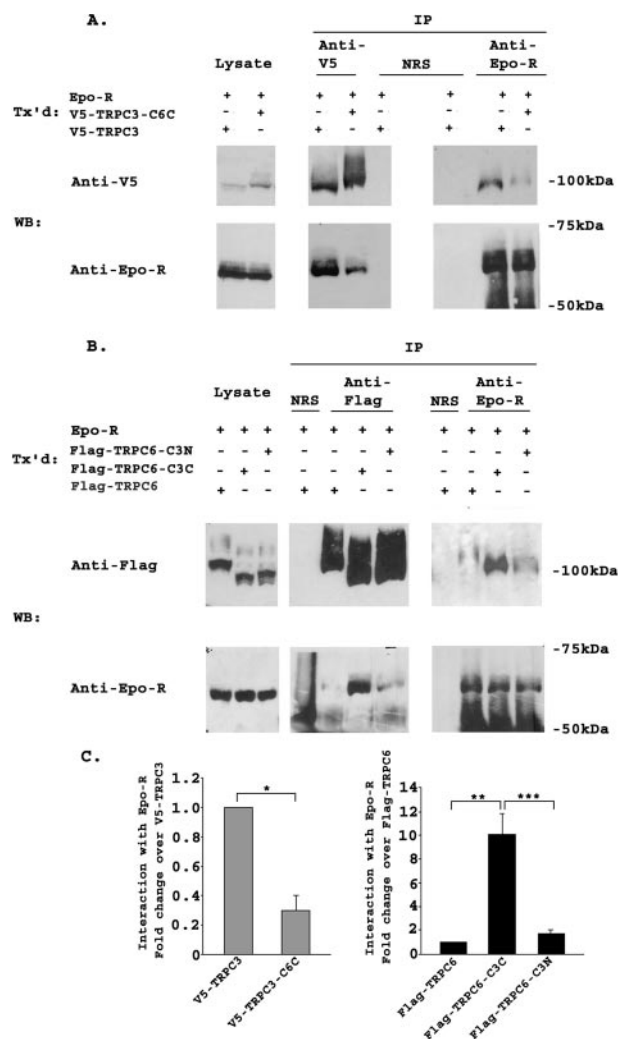 A.
IP
Anti-V5
NRS
Anti-Epo-R
Lysate
Epo-R + + + + + + + +
Tx'd: V5-TRPC3-C6C - + - + - - - +
V5-TRPC3 + - + - + + + -
Anti-V5
-100kDa
WB:
-75kDa
Anti-Epo-R
-50kDa
B.
IP
Lysate
NRS
Anti-Flag
NRS
Anti-Epo-R
Epo-R + + + + + + + + + + +
Flag-TRPC6-C3N - - + - - - + - - - +
Tx'd:
Flag-TRPC6-C3C - + - - - + - - - + -
Flag-TRPC6 + - - + + - - + + - -
Anti-Flag
-100kDa
WB:
-75kDa
Anti-Epo-R
-50kDa
C.
Interaction with Epo-R
Fold change over V5-TRPC3
1.2
1.0
0.8
0.6
0.4
0.2
*
V5-TRPC3
V5-TRPC3-C6C
Interaction with Epo-R
Fold change over Flag-TRPC6
14
12
10
8
6
4
2
0
**
***
Flag-TRPC6
Flag-TRPC6-C3C
Flag-TRPC6-C3N